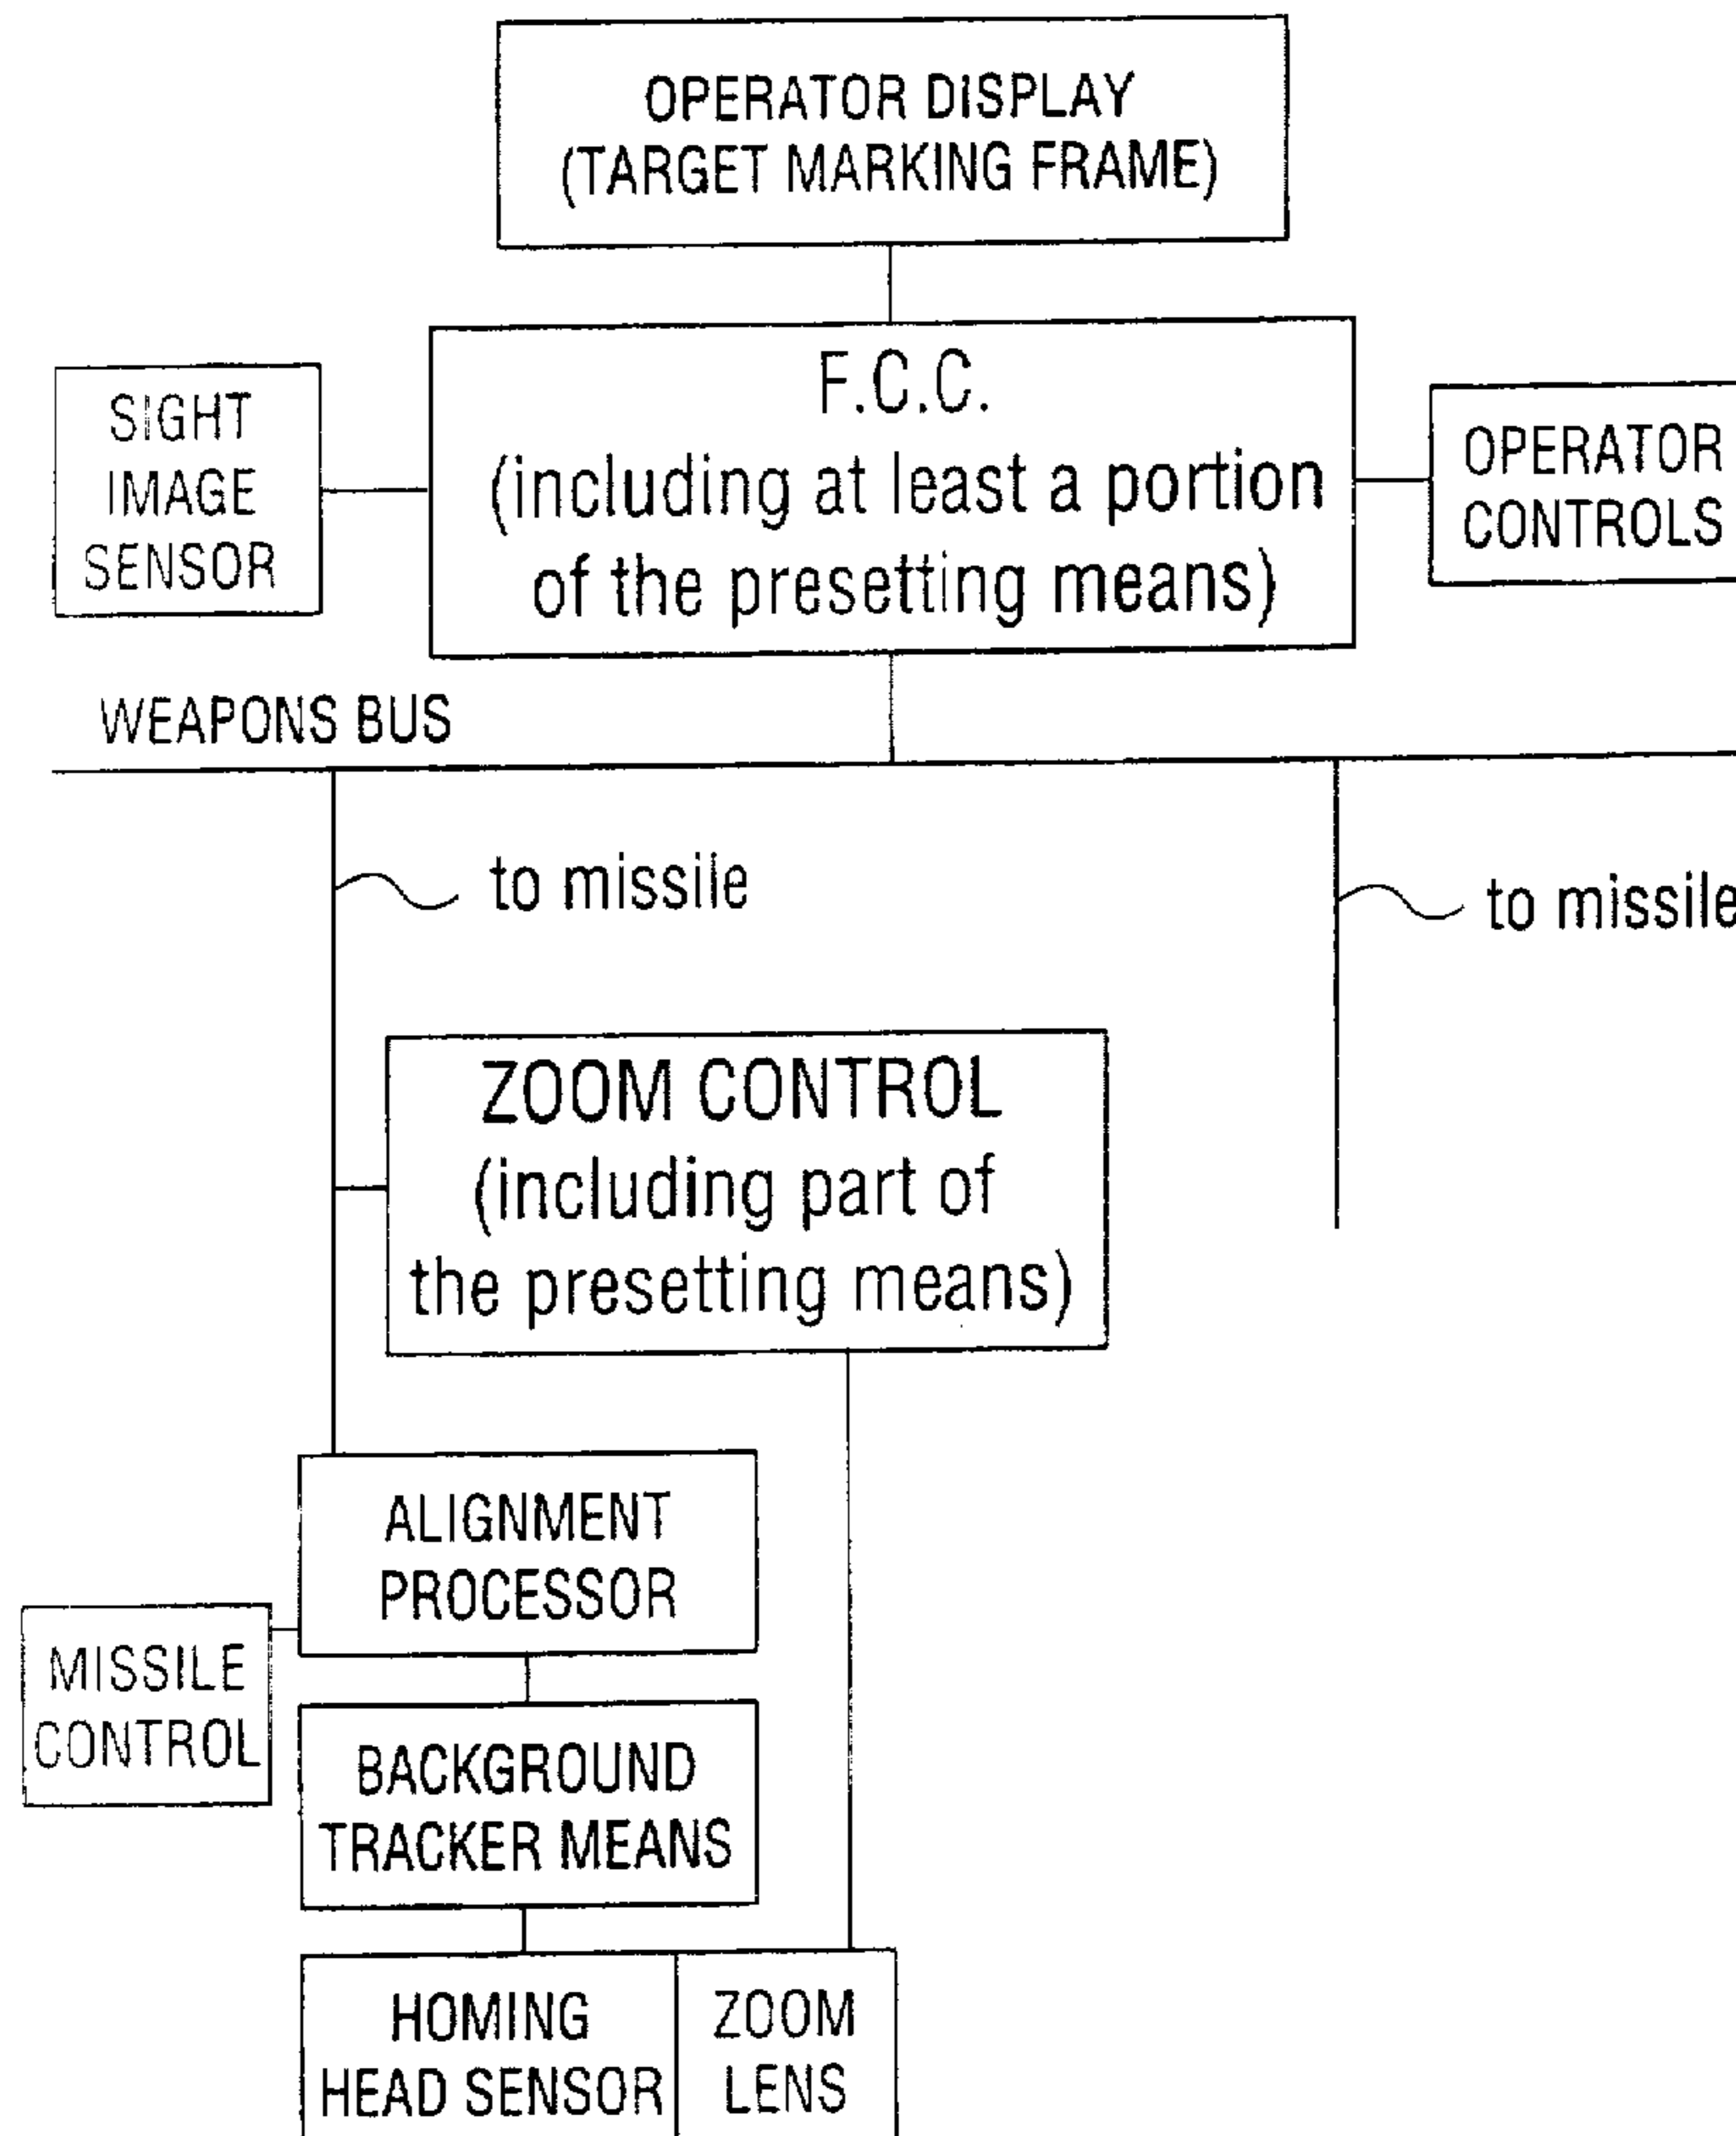 OPERATOR DISPLAY
(TARGET MARKING FRAME)
SIGHT
IMAGE
SENSOR
F.C.C.
(including at least a portion
of the presetting means)
OPERATOR
CONTROLS
WEAPONS BUS
to missile
to missile
ZOOM CONTROL
(including part of
the presetting means)
ALIGNMENT
PROCESSOR
MISSILE
CONTROL
BACKGROUND
TRACKER MEANS
HOMING
HEAD SENSOR
ZOOM
LENS